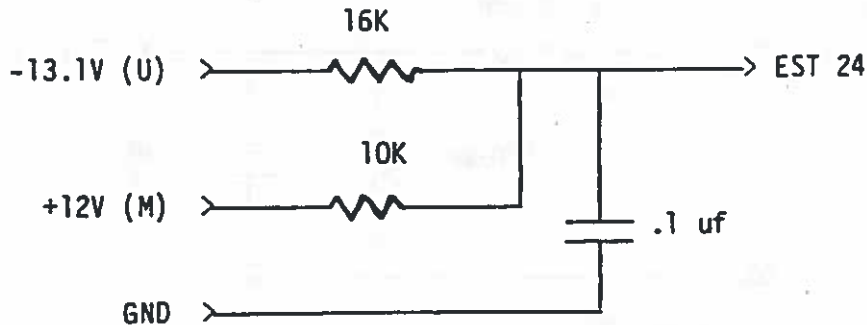 16K
-13.1V (U)
EST 24
10K
+12V (M)
.1 uf
GND